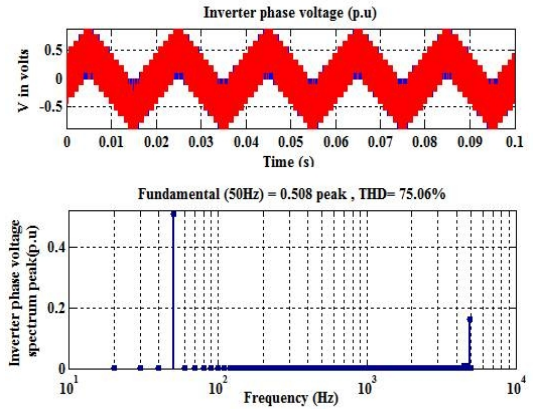 Inverter phase voltage (p.u)
V in volts
0.5
0
-0.5
0 0.01 0.02 0.03 0.04 0.05 0.06 0.07 0.08 0.09 0.1
Time (s)
Fundamental (50Hz) = 0.508 peak , THD= 75.06%
Inverter phase voltage
spectrum peak(p.u)
0.4
0.2
0
10^1 10^2 10^3 10^4
Frequency (Hz)